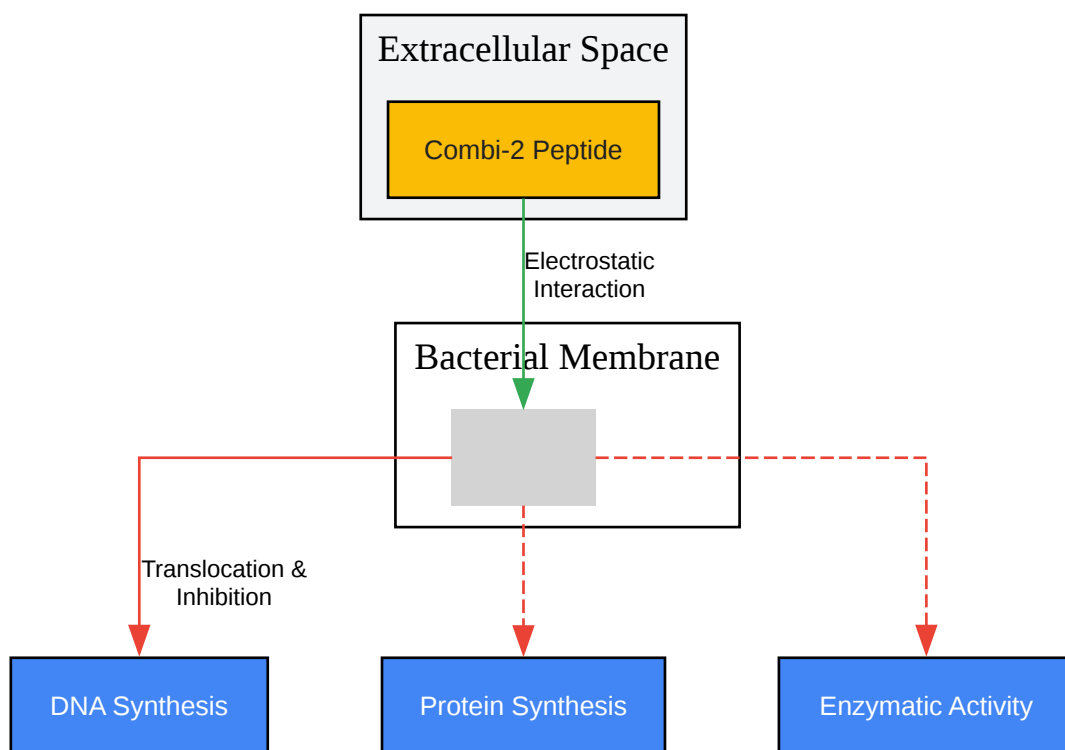 Extracellular Space
Combi-2 Peptide
Electrostatic
Interaction
Bacterial Membrane
Translocation &
Inhibition
DNA Synthesis
Protein Synthesis
Enzymatic Activity